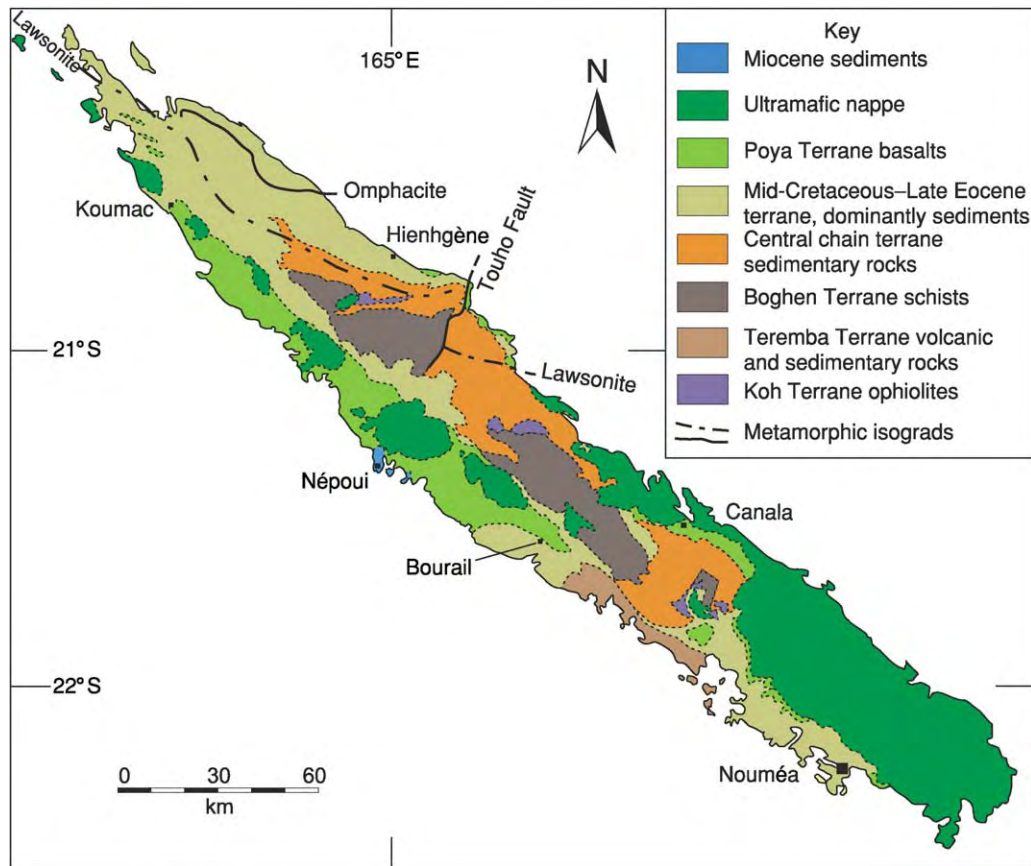 Lawsonite
165°E
N
Key
Miocene sediments
Ultramafic nappe
Poya Terrane basalts
Mid-Cretaceous–Late Eocene
terrane, dominantly sediments
Central chain terrane
sedimentary rocks
Boghen Terrane schists
Teremba Terrane volcanic
and sedimentary rocks
Koh Terrane ophiolites
Metamorphic isograds
Omphacite
Koumac
Hienhgène
Touho Fault
21°S
Lawsonite
Népoui
Canala
Bourail
22°S
Nouméa
0 30 60
km